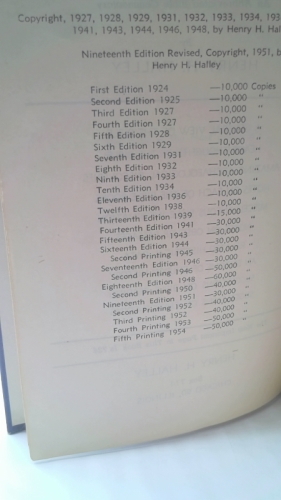 Copyright, 1927, 1928, 1929, 1931, 1932, 1933, 1934, 193
1941, 1943, 1944, 1946, 1948, by Henry H. Hal
Nineteenth Edition Revised, Copyright, 1951, b
Henry H. Halley
First Edition 1924 —10,000 Copies
Second Edition 1925 —10,000 "
Third Edition 1927 —10,000 "
Fourth Edition 1927 —10,000 "
Fifth Edition 1928 —10,000 "
Sixth Edition 1929 —10,000 "
Seventh Edition 1931 —10,000 "
Eighth Edition 1932 —10,000 "
Ninth Edition 1933 —10,000 "
Tenth Edition 1934 —10,000 "
Eleventh Edition 1936 —10,000 "
Twelfth Edition 1938 —10,000 "
Thirteenth Edition 1939 —15,000 "
Fourteenth Edition 1941 —30,000 "
Fifteenth Edition 1943 —30,000 "
Sixteenth Edition 1944 —30,000 "
Second Printing 1945 —30,000 "
Seventeenth Edition 1946 —50,000 "
Second Printing 1946 —60,000 "
Eighteenth Edition 1948 —40,000 "
Second Printing 1950 —30,000 "
Nineteenth Edition 1951 —40,000 "
Second Printing 1952 —40,000 "
Third Printing 1952 —40,000 "
Fourth Printing 1953 —50,000 "
Fifth Printing 1954 —50,000 "